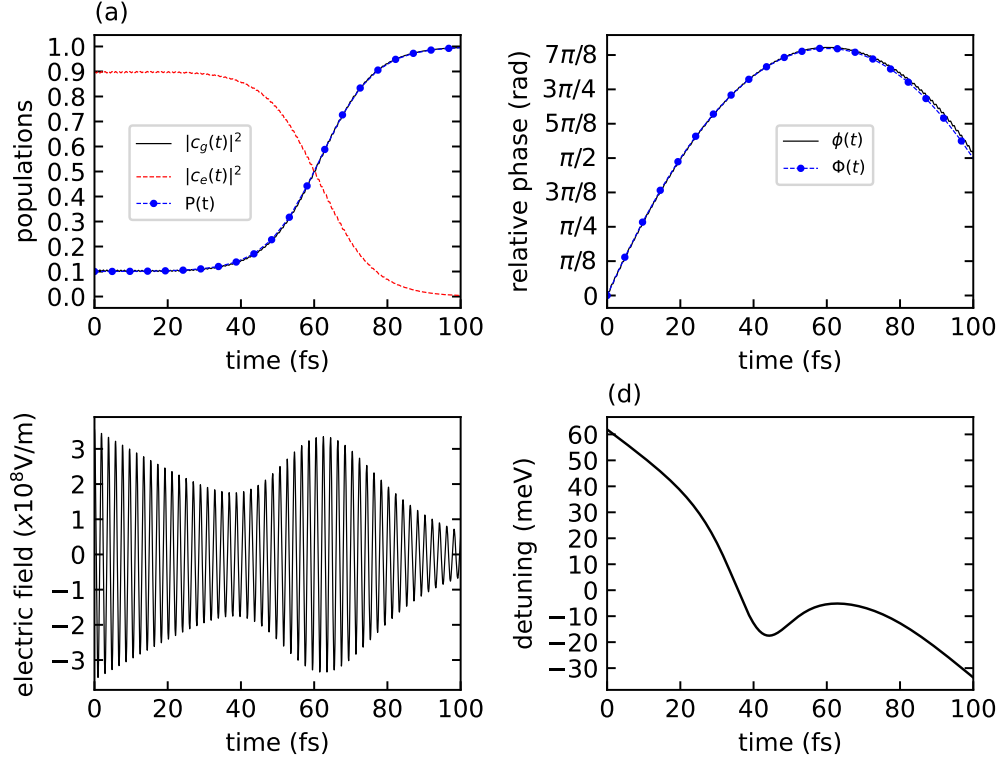 (a)
1.0
0.9
0.8
0.7
0.6
0.5
0.4
0.3
0.2
0.1
0.0
populations
|c_g(t)|²
|c_e(t)|²
P(t)
0 20 40 60 80 100
time (fs)
7π/8
3π/4
5π/8
π/2
3π/8
π/4
π/8
0
relative phase (rad)
ϕ(t)
Φ(t)
0 20 40 60 80 100
time (fs)
3
2
1
0
−1
−2
−3
electric field (x10⁸V/m)
0 20 40 60 80 100
time (fs)
(d)
60
50
40
30
20
10
0
−10
−20
−30
detuning (meV)
0 20 40 60 80 100
time (fs)